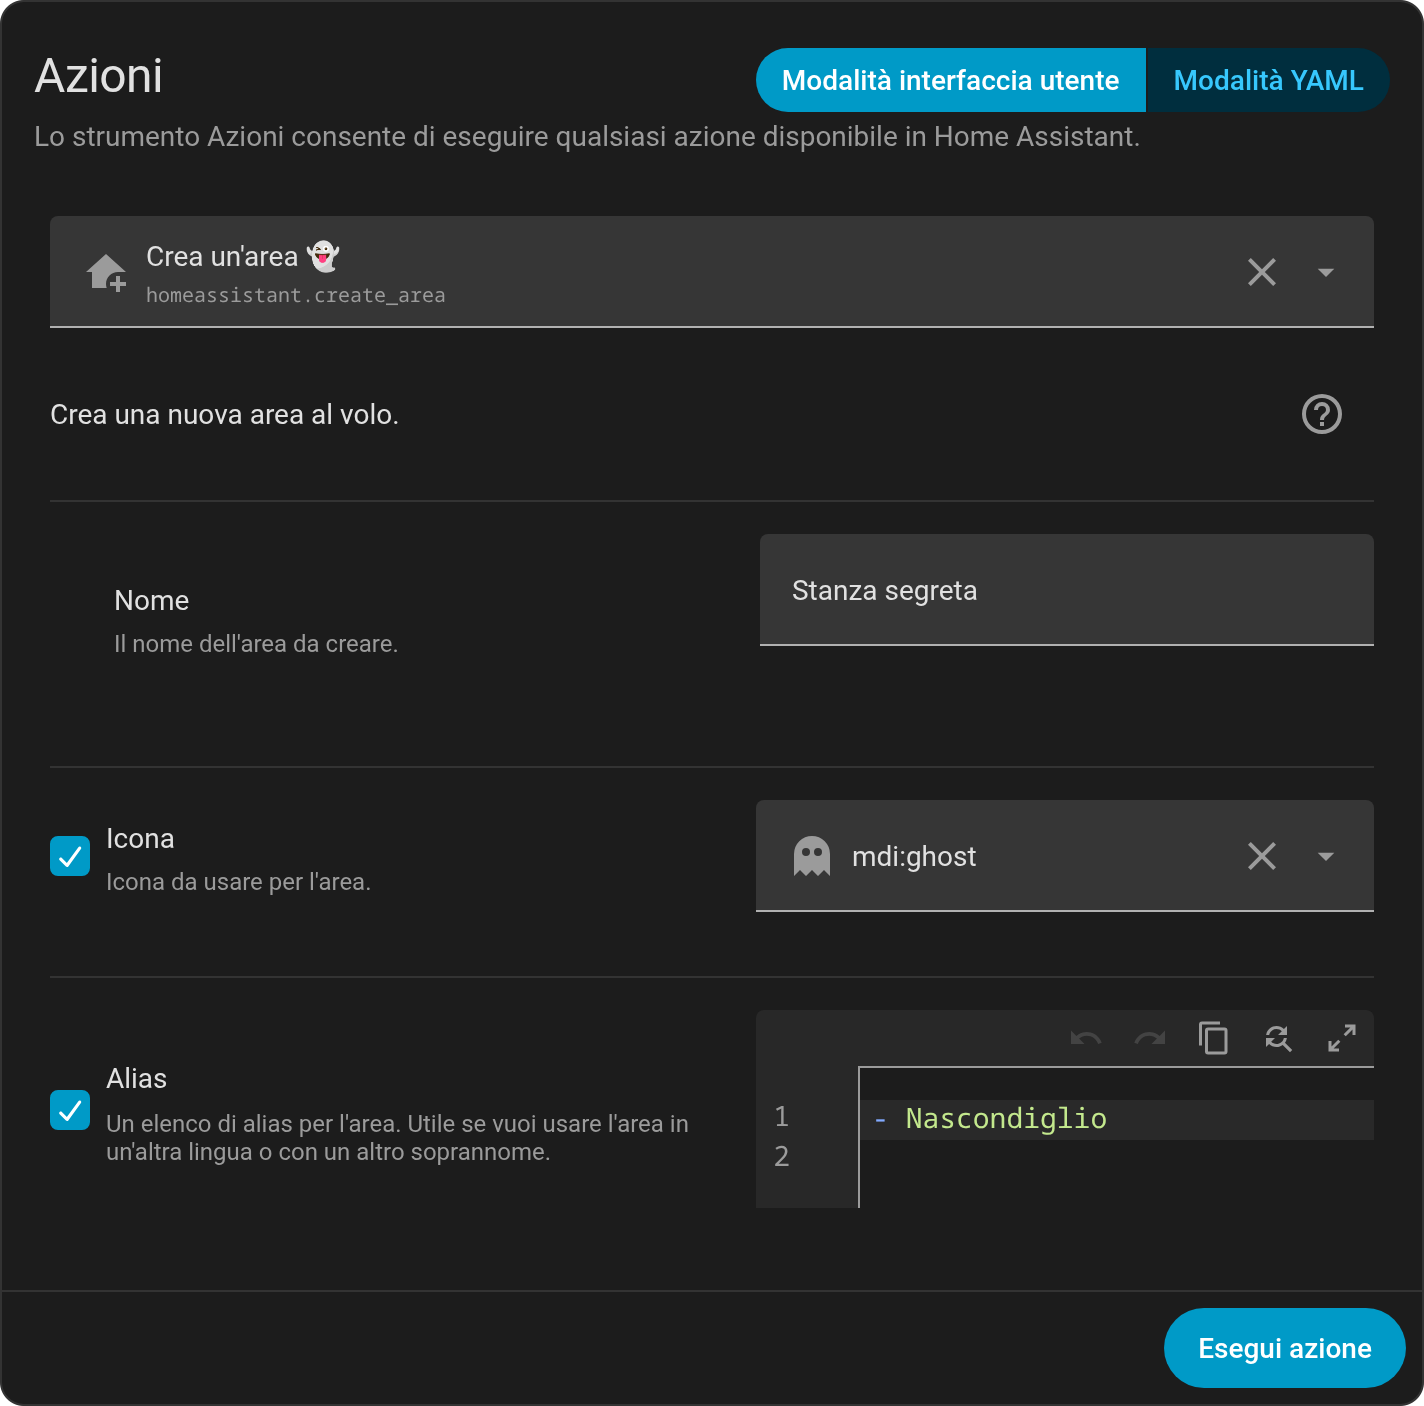 Azioni
Modalità interfaccia utente
Modalità YAML
Lo strumento Azioni consente di eseguire qualsiasi azione disponibile in Home Assistant.
Crea un'area 👻
homeassistant.create_area
Crea una nuova area al volo.
Nome
Il nome dell'area da creare.
Stanza segreta
Icona
Icona da usare per l'area.
mdi:ghost
Alias
Un elenco di alias per l'area. Utile se vuoi usare l'area in
un'altra lingua o con un altro soprannome.
1 - Nascondiglio
2
Esegui azione